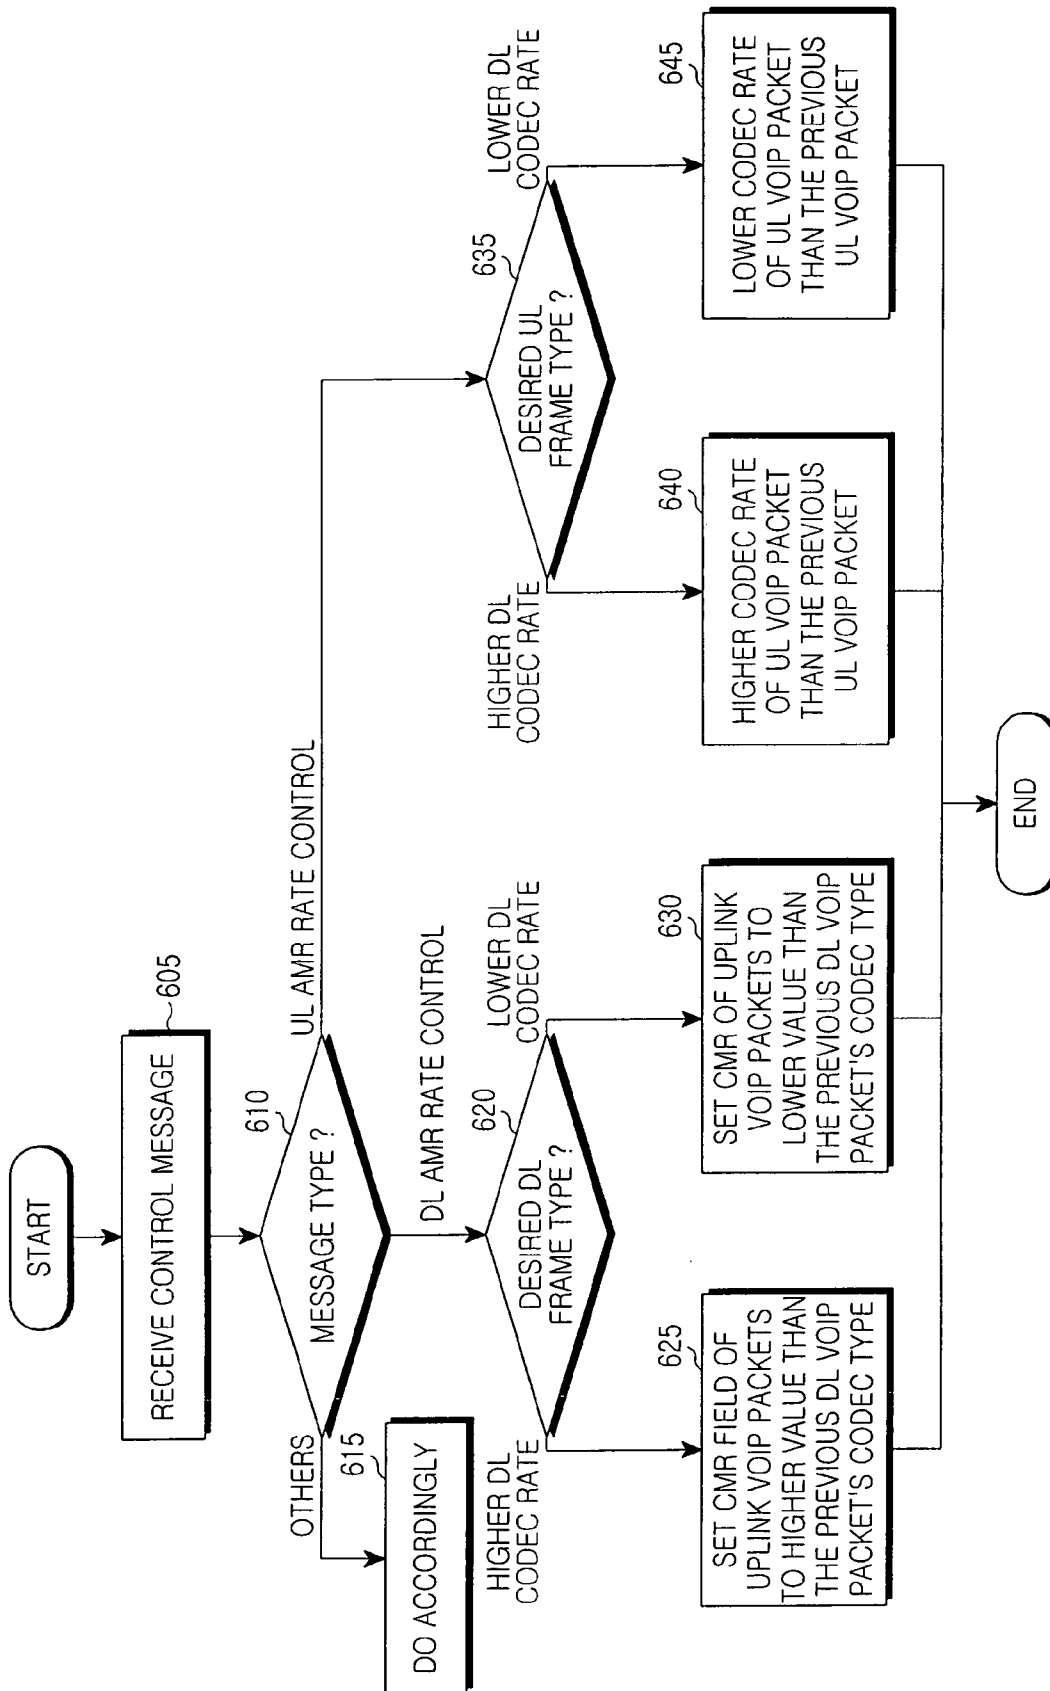 START
RECEIVE CONTROL MESSAGE
605
MESSAGE TYPE ?
610
OTHERS
UL AMR RATE CONTROL
DL AMR RATE CONTROL
DO ACCORDINGLY
615
DESIRED DL
FRAME TYPE ?
620
HIGHER DL
CODEC RATE
LOWER DL
CODEC RATE
DESIRED UL
FRAME TYPE ?
635
HIGHER DL
CODEC RATE
LOWER DL
CODEC RATE
625
SET CMR FIELD OF
UPLINK VOIP PACKETS
TO HIGHER VALUE THAN
THE PREVIOUS DL VOIP
PACKET'S CODEC TYPE
630
SET CMR OF UPLINK
VOIP PACKETS TO
LOWER VALUE THAN
THE PREVIOUS DL VOIP
PACKET'S CODEC TYPE
640
HIGHER CODEC RATE
OF UL VOIP PACKET
THAN THE PREVIOUS
UL VOIP PACKET
645
LOWER CODEC RATE
OF UL VOIP PACKET
THAN THE PREVIOUS
UL VOIP PACKET
END